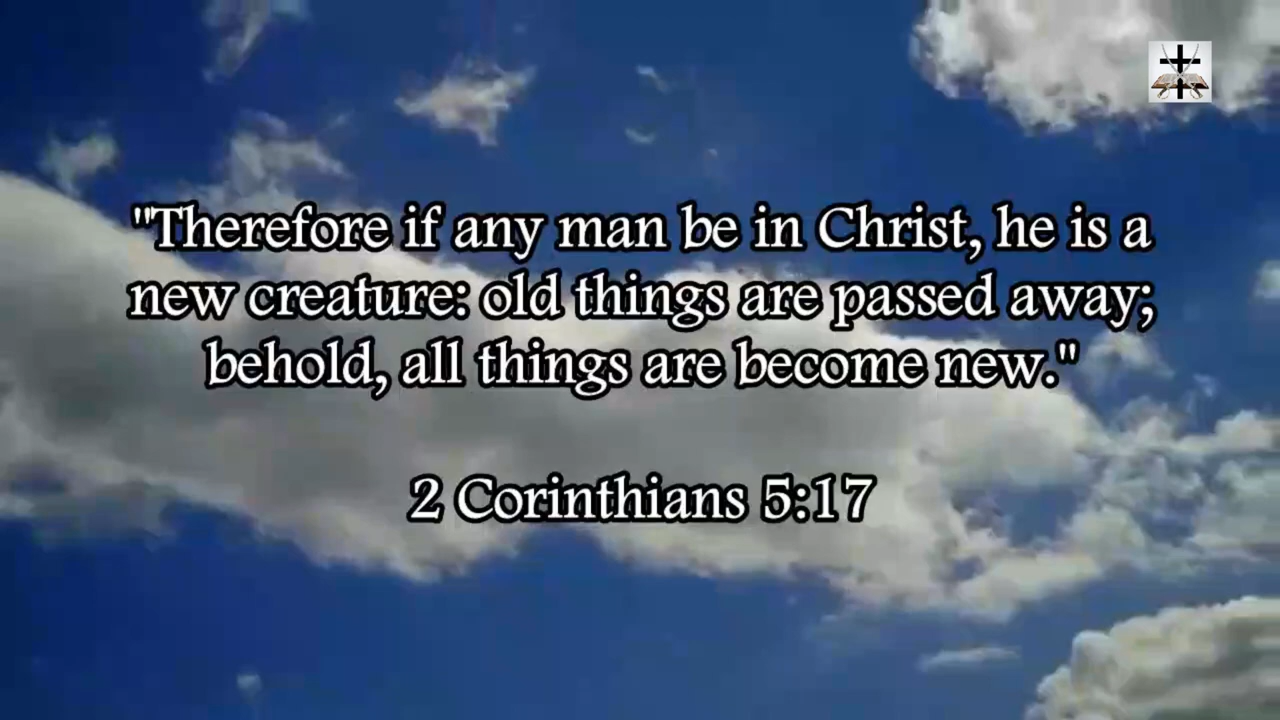 "Therefore if any man be in Christ, he is a
new creature: old things are passed away;
behold, all things are become new."
2 Corinthians 5:17